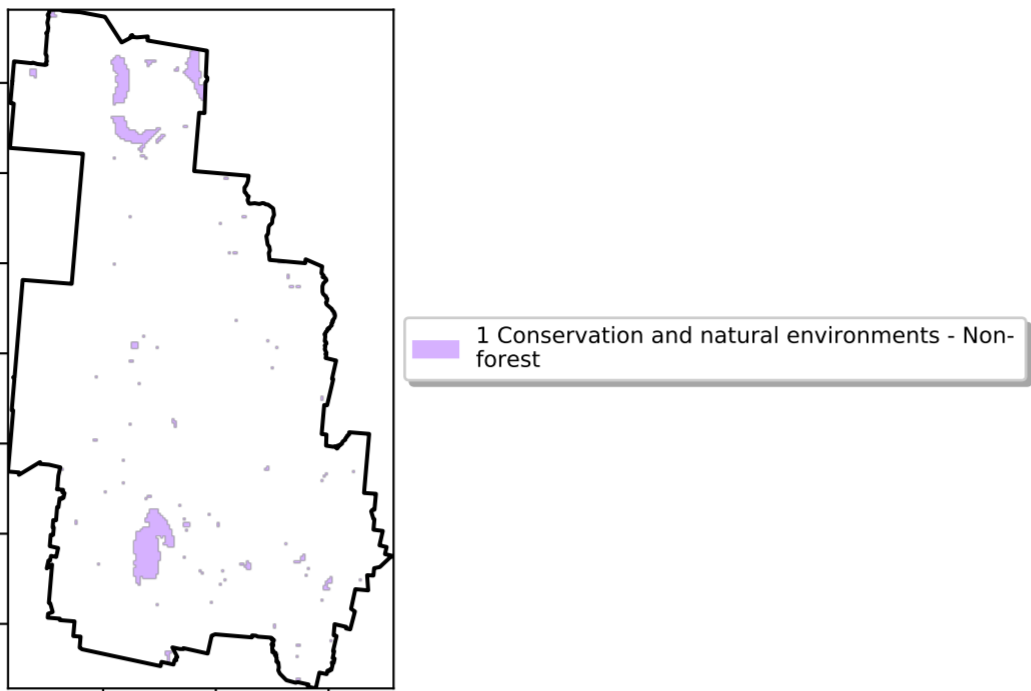 1 Conservation and natural environments - Non-
forest